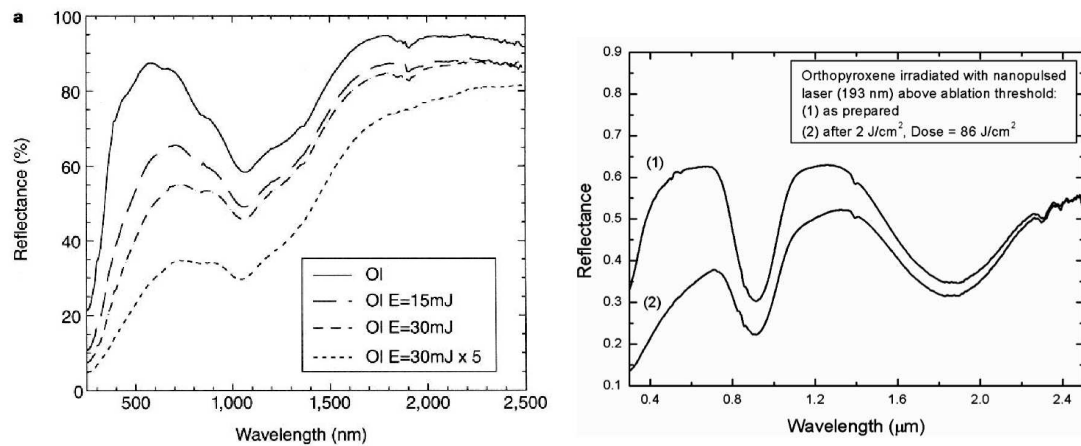 a
100
80
60
40
20
0
Reflectance (%)
500
1,000
1,500
2,000
2,500
Wavelength (nm)
Ol
Ol E=15mJ
Ol E=30mJ
Ol E=30mJ x 5
0.9
0.8
0.7
0.6
0.5
0.4
0.3
0.2
0.1
Reflectance
0.4
0.8
1.2
1.6
2.0
2.4
Wavelength (μm)
Orthopyroxene irradiated with nanopulsed
laser (193 nm) above ablation threshold:
(1) as prepared
(2) after 2 J/cm², Dose = 86 J/cm²
(1)
(2)